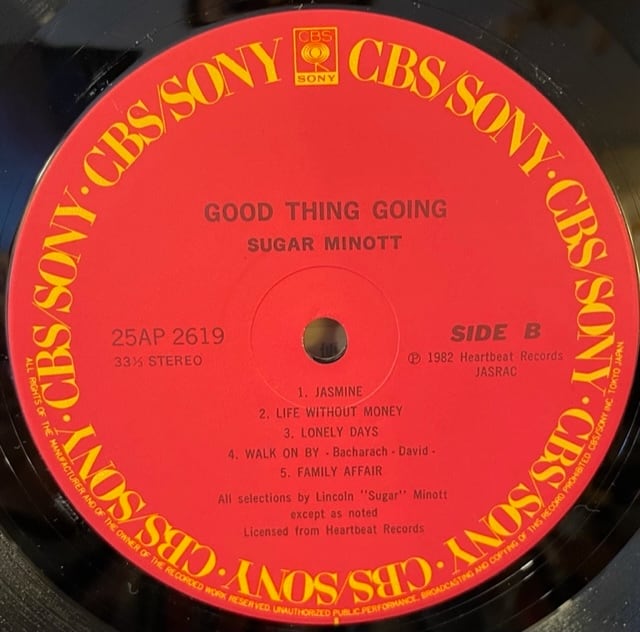 CBS
SONY
CBS/SONY · CBS/SONY · CBS/SONY · CBS/SONY · CBS/SONY · CBS/SONY · CBS/SONY · CBS/SONY
GOOD THING GOING
SUGAR MINOTT
25AP 2619
33⅓ STEREO
SIDE B
Ⓟ 1982 Heartbeat Records
JASRAC
1. JASMINE
2. LIFE WITHOUT MONEY
3. LONELY DAYS
4. WALK ON BY - Bacharach - David -
5. FAMILY AFFAIR
All selections by Lincoln "Sugar" Minott
except as noted
Licensed from Heartbeat Records
ALL RIGHTS OF THE MANUFACTURER AND OF THE OWNER OF THE RECORDED WORK RESERVED. UNAUTHORIZED PUBLIC PERFORMANCE, BROADCASTING AND COPYING OF THIS RECORD PROHIBITED. CBS/SONY INC. TOKYO JAPAN